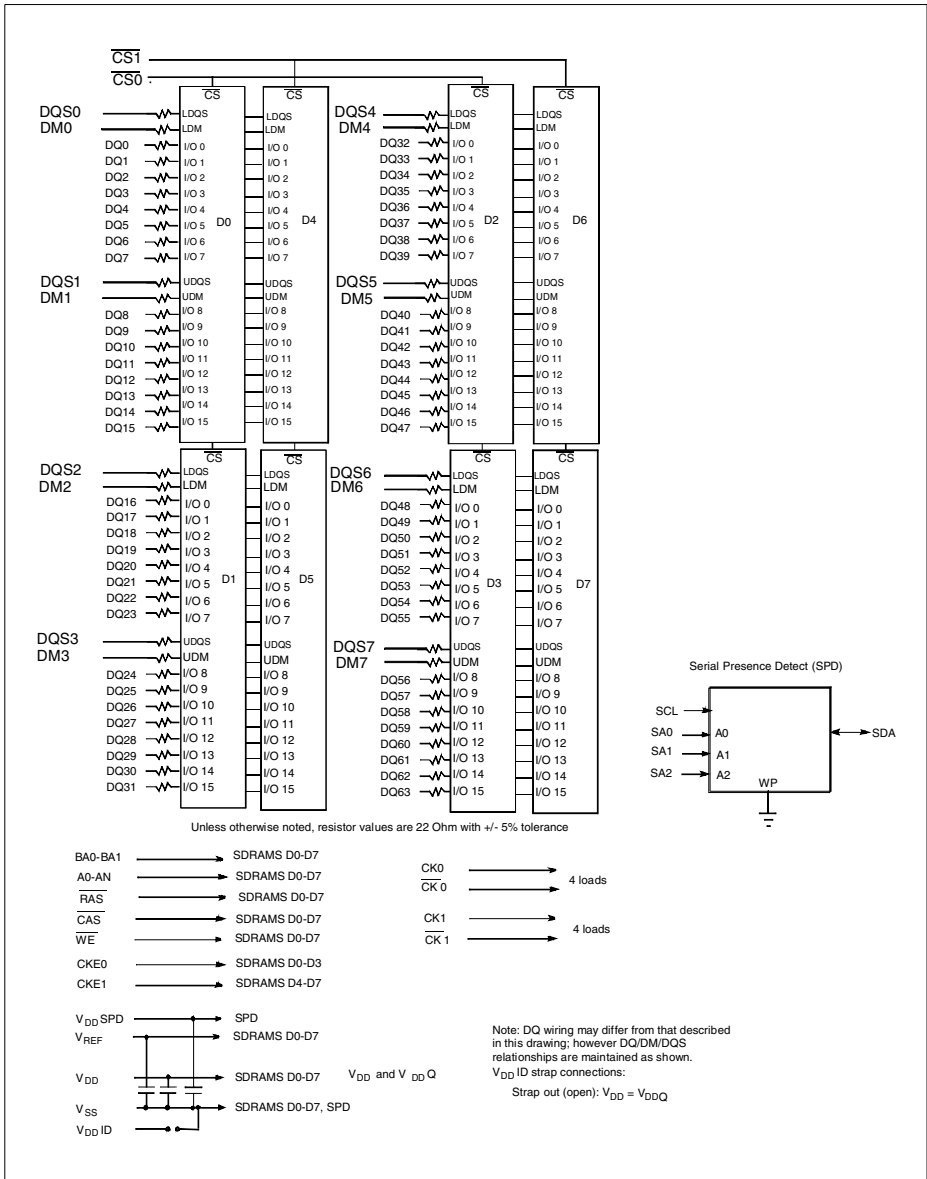 CS1
CS0
CS CS CS CS
DQS0 LDQS LDQS DQS4 LDQS LDQS
DM0 LDM LDM DM4 LDM LDM
DQ0 I/O 0 I/O 0 DQ32 I/O 0 I/O 0
DQ1 I/O 1 I/O 1 DQ33 I/O 1 I/O 1
DQ2 I/O 2 I/O 2 DQ34 I/O 2 I/O 2
DQ3 I/O 3 I/O 3 DQ35 I/O 3 I/O 3
DQ4 I/O 4 I/O 4 DQ36 I/O 4 I/O 4
D0 D4 D2 D6
DQ5 I/O 5 I/O 5 DQ37 I/O 5 I/O 5
DQ6 I/O 6 I/O 6 DQ38 I/O 6 I/O 6
DQ7 I/O 7 I/O 7 DQ39 I/O 7 I/O 7
DQS1 UDQS UDQS DQS5 UDQS UDQS
DM1 UDM UDM DM5 UDM UDM
DQ8 I/O 8 I/O 8 DQ40 I/O 8 I/O 8
DQ9 I/O 9 I/O 9 DQ41 I/O 9 I/O 9
DQ10 I/O 10 I/O 10 DQ42 I/O 10 I/O 10
DQ11 I/O 11 I/O 11 DQ43 I/O 11 I/O 11
DQ12 I/O 12 I/O 12 DQ44 I/O 12 I/O 12
DQ13 I/O 13 I/O 13 DQ45 I/O 13 I/O 13
DQ14 I/O 14 I/O 14 DQ46 I/O 14 I/O 14
DQ15 I/O 15 I/O 15 DQ47 I/O 15 I/O 15
CS CS CS CS
DQS2 LDQS LDQS DQS6 LDQS LDQS
DM2 LDM LDM DM6 LDM LDM
DQ16 I/O 0 I/O 0 DQ48 I/O 0 I/O 0
DQ17 I/O 1 I/O 1 DQ49 I/O 1 I/O 1
DQ18 I/O 2 I/O 2 DQ50 I/O 2 I/O 2
DQ19 I/O 3 I/O 3 DQ51 I/O 3 I/O 3
DQ20 I/O 4 I/O 4 DQ52 I/O 4 I/O 4
D1 D5 D3 D7
DQ21 I/O 5 I/O 5 DQ53 I/O 5 I/O 5
DQ22 I/O 6 I/O 6 DQ54 I/O 6 I/O 6
DQ23 I/O 7 I/O 7 DQ55 I/O 7 I/O 7
DQS3 UDQS UDQS DQS7 UDQS UDQS
DM3 UDM UDM DM7 UDM UDM
DQ24 I/O 8 I/O 8 DQ56 I/O 8 I/O 8
DQ25 I/O 9 I/O 9 DQ57 I/O 9 I/O 9
DQ26 I/O 10 I/O 10 DQ58 I/O 10 I/O 10
DQ27 I/O 11 I/O 11 DQ59 I/O 11 I/O 11
DQ28 I/O 12 I/O 12 DQ60 I/O 12 I/O 12
DQ29 I/O 13 I/O 13 DQ61 I/O 13 I/O 13
DQ30 I/O 14 I/O 14 DQ62 I/O 14 I/O 14
DQ31 I/O 15 I/O 15 DQ63 I/O 15 I/O 15
Serial Presence Detect (SPD)
SCL
SA0 A0 SDA
SA1 A1
SA2 A2
WP
Unless otherwise noted, resistor values are 22 Ohm with +/- 5% tolerance
BA0-BA1 SDRAMS D0-D7
A0-AN SDRAMS D0-D7
RAS SDRAMS D0-D7
CAS SDRAMS D0-D7
WE SDRAMS D0-D7
CKE0 SDRAMS D0-D3
CKE1 SDRAMS D4-D7
CK0
CK 0
4 loads
CK1
CK 1
4 loads
VDD SPD SPD
VREF SDRAMS D0-D7
VDD SDRAMS D0-D7 VDD and V DD Q
VSS SDRAMS D0-D7, SPD
VDD ID
Note: DQ wiring may differ from that described
in this drawing; however DQ/DM/DQS
relationships are maintained as shown.
VDD ID strap connections:
Strap out (open): VDD = VDDQ